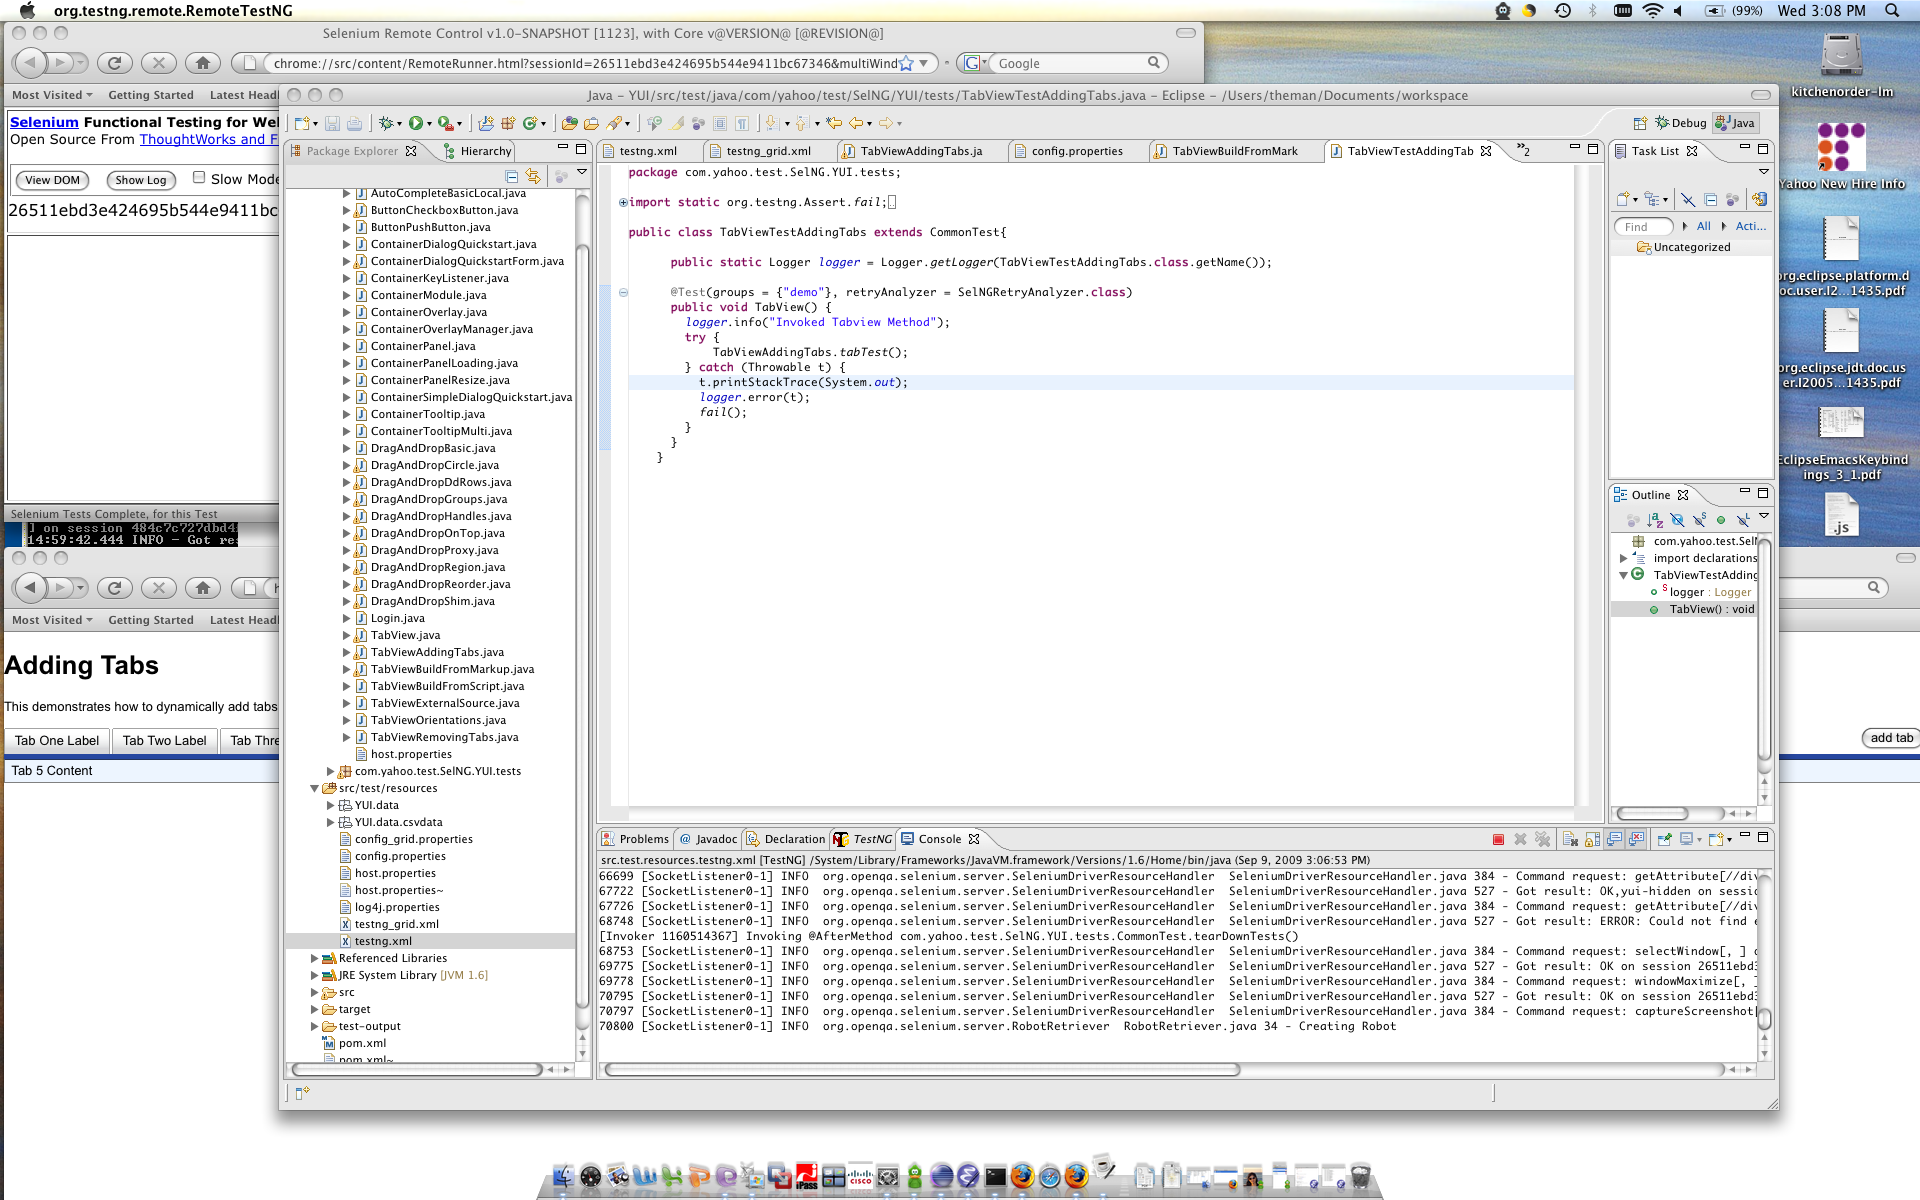 org.testng.remote.RemoteTestNG
(99%) Wed 3:08 PM
Selenium Remote Control v1.0-SNAPSHOT [1123], with Core v@VERSION@ [@REVISION@]
chrome://src/content/RemoteRunner.html?sessionId=26511ebd3e424695b544e9411bc67346&multiWind
Google
Most Visited Getting Started Latest Headl
Selenium Functional Testing for Wel
Open Source From ThoughtWorks and F
View DOM Show Log Slow Mode
26511ebd3e424695b544e9411bc
Selenium Tests Complete, for this Test
] on session 484c7c727dbd4
14:59:42.444 INFO - Got res
Most Visited Getting Started Latest Headl
Adding Tabs
This demonstrates how to dynamically add tabs
Tab One Label Tab Two Label Tab Thre
add tab
Tab 5 Content
Java - YUI/src/test/java/com/yahoo/test/SelNG/YUI/tests/TabViewTestAddingTabs.java - Eclipse - /Users/theman/Documents/workspace
Debug Java
Package Explorer Hierarchy
AutoCompleteBasicLocal.java
ButtonCheckboxButton.java
ButtonPushButton.java
ContainerDialogQuickstart.java
ContainerDialogQuickstartForm.java
ContainerKeyListener.java
ContainerModule.java
ContainerOverlay.java
ContainerOverlayManager.java
ContainerPanel.java
ContainerPanelLoading.java
ContainerPanelResize.java
ContainerSimpleDialogQuickstart.java
ContainerTooltip.java
ContainerTooltipMulti.java
DragAndDropBasic.java
DragAndDropCircle.java
DragAndDropDdRows.java
DragAndDropGroups.java
DragAndDropHandles.java
DragAndDropOnTop.java
DragAndDropProxy.java
DragAndDropRegion.java
DragAndDropReorder.java
DragAndDropShim.java
Login.java
TabView.java
TabViewAddingTabs.java
TabViewBuildFromMarkup.java
TabViewBuildFromScript.java
TabViewExternalSource.java
TabViewOrientations.java
TabViewRemovingTabs.java
host.properties
com.yahoo.test.SelNG.YUI.tests
src/test/resources
YUI.data
YUI.data.csvdata
config_grid.properties
config.properties
host.properties
host.properties~
log4j.properties
testng_grid.xml
testng.xml
Referenced Libraries
JRE System Library [JVM 1.6]
src
target
test-output
pom.xml
pom.xml~
testng.xml testng_grid.xml TabViewAddingTabs.ja config.properties TabViewBuildFromMark TabViewTestAddingTab »2
package com.yahoo.test.SelNG.YUI.tests;
import static org.testng.Assert.fail;
public class TabViewTestAddingTabs extends CommonTest{
public static Logger logger = Logger.getLogger(TabViewTestAddingTabs.class.getName());
@Test(groups = {"demo"}, retryAnalyzer = SelNGRetryAnalyzer.class)
public void TabView() {
logger.info("Invoked Tabview Method");
try {
TabViewAddingTabs.tabTest();
} catch (Throwable t) {
t.printStackTrace(System.out);
logger.error(t);
fail();
}
}
}
Task List
Find All Acti...
Uncategorized
Outline
com.yahoo.test.SelN
import declarations
TabViewTestAdding
logger : Logger
TabView() : void
Problems Javadoc Declaration TestNG Console
src.test.resources.testng.xml [TestNG] /System/Library/Frameworks/JavaVM.framework/Versions/1.6/Home/bin/java (Sep 9, 2009 3:06:53 PM)
66699 [SocketListener0-1] INFO org.openqa.selenium.server.SeleniumDriverResourceHandler SeleniumDriverResourceHandler.java 384 - Command request: getAttribute[//div
67722 [SocketListener0-1] INFO org.openqa.selenium.server.SeleniumDriverResourceHandler SeleniumDriverResourceHandler.java 527 - Got result: OK,yui-hidden on sessio
67726 [SocketListener0-1] INFO org.openqa.selenium.server.SeleniumDriverResourceHandler SeleniumDriverResourceHandler.java 384 - Command request: getAttribute[//div
68748 [SocketListener0-1] INFO org.openqa.selenium.server.SeleniumDriverResourceHandler SeleniumDriverResourceHandler.java 527 - Got result: ERROR: Could not find e
[Invoker 1160514367] Invoking @AfterMethod com.yahoo.test.SelNG.YUI.tests.CommonTest.tearDownTests()
68753 [SocketListener0-1] INFO org.openqa.selenium.server.SeleniumDriverResourceHandler SeleniumDriverResourceHandler.java 384 - Command request: selectWindow[, ] o
69775 [SocketListener0-1] INFO org.openqa.selenium.server.SeleniumDriverResourceHandler SeleniumDriverResourceHandler.java 527 - Got result: OK on session 26511ebd3
69778 [SocketListener0-1] INFO org.openqa.selenium.server.SeleniumDriverResourceHandler SeleniumDriverResourceHandler.java 384 - Command request: windowMaximize[, ]
70795 [SocketListener0-1] INFO org.openqa.selenium.server.SeleniumDriverResourceHandler SeleniumDriverResourceHandler.java 527 - Got result: OK on session 26511ebd3
70797 [SocketListener0-1] INFO org.openqa.selenium.server.SeleniumDriverResourceHandler SeleniumDriverResourceHandler.java 384 - Command request: captureScreenshot[
70800 [SocketListener0-1] INFO org.openqa.selenium.server.RobotRetriever RobotRetriever.java 34 - Creating Robot
kitchenorder-lm
Yahoo New Hire Info
org.eclipse.platform.d
oc.user.I2...1435.pdf
org.eclipse.jdt.doc.us
er.I2005...1435.pdf
EclipseEmacsKeybind
ings_3_1.pdf
.js
iPass
CISCO